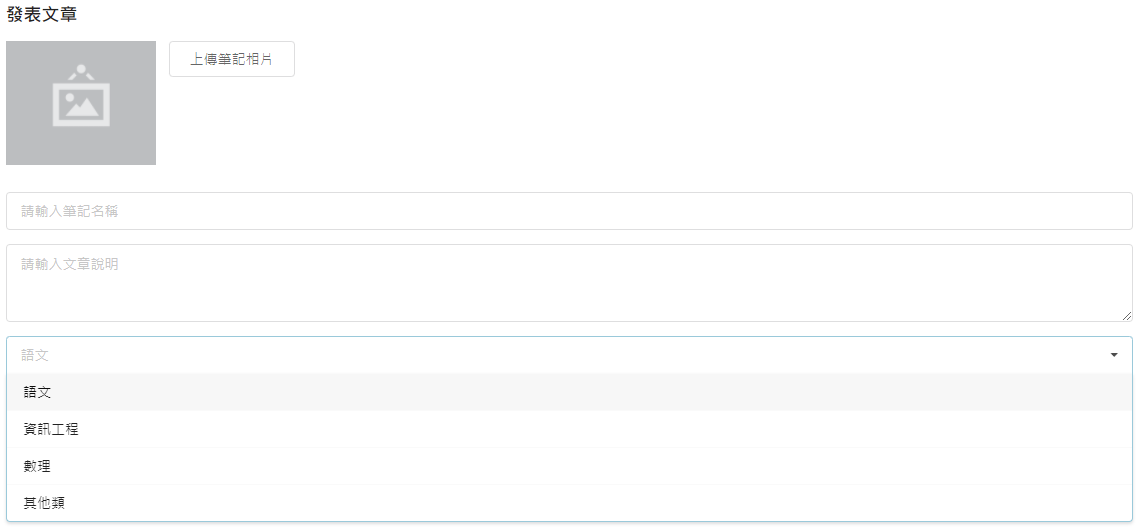 發表文章
上傳筆記相片
請輸入筆記名稱
請輸入文章說明
語文
語文
資訊工程
數理
其他類